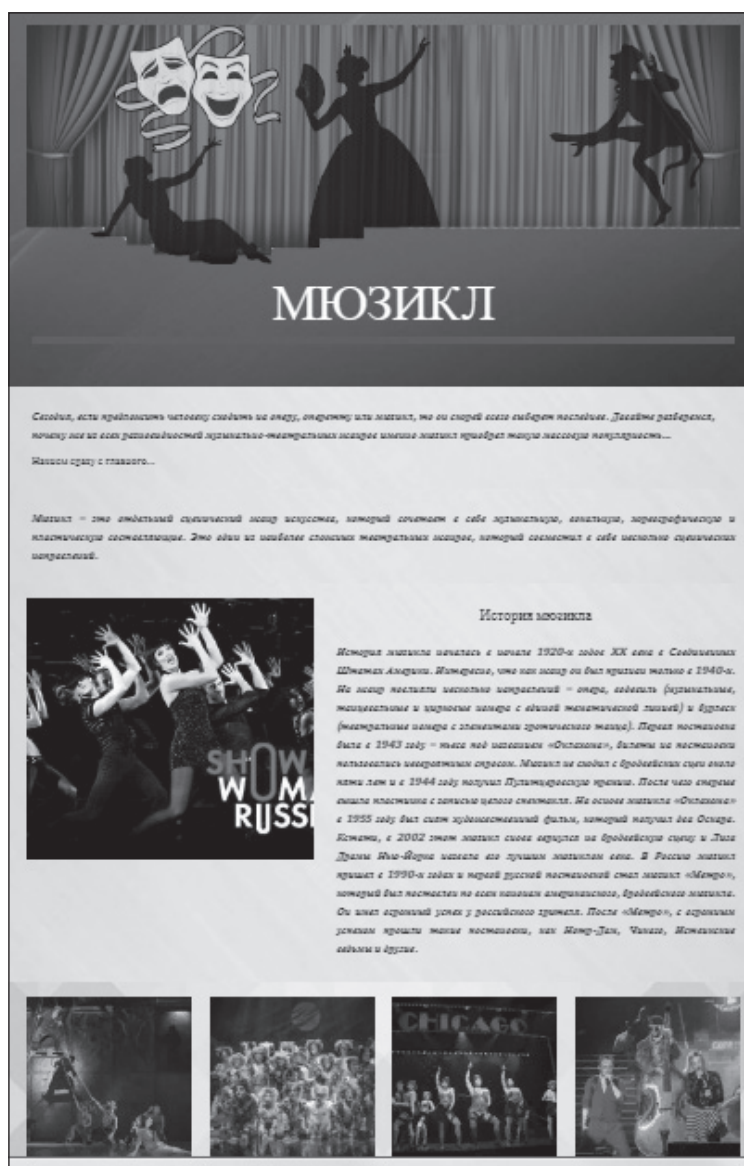 МЮЗИКЛ
Сегодня, если предложить человеку сходить на оперу, оперетту или мюзикл, то он скорей всего выберет последнее. Давайте разберемся,
почему же из всех разновидностей музыкально-театральных жанров именно мюзикл приобрел такую массовую популярность...
Начнем сразу с главного...
Мюзикл – это отдельный сценический жанр искусства, который сочетает в себе музыкальную, вокальную, хореографическую и
пластическую составляющие. Это один из наиболее сложных театральных жанров, который совместил в себе несколько сценических
направлений.
SHOW
WOMA
RUSSI
История мюзикла
История мюзикла началась в начале 1920-х годов XX века в Соединенных
Штатах Америки. Интересно, что как жанр он был признан только в 1940-х.
На жанр повлияли несколько направлений – опера, водевиль (музыкальные,
танцевальные и цирковые номера с единой тематической линией) и бурлеск
(театральные номера с элементами эротического танца). Первая постановка
была в 1943 году – пьеса под названием «Оклахома», билеты на постановки
пользовались невероятным спросом. Мюзикл не сходил с бродвейских сцен около
пяти лет и в 1944 году получил Пулитцеровскую премию. После чего впервые
вышла пластинка с записью целого спектакля. На основе мюзикла «Оклахома»
в 1955 году был снят художественный фильм, который получил два Оскара.
Кстати, в 2002 этот мюзикл снова вернулся на бродвейскую сцену и Лига
Драмы Нью-Йорка назвала его лучшим мюзиклом века. В Россию мюзикл
пришел в 1990-х годах и первой русской постановкой стал мюзикл «Метро»,
который был поставлен по всем канонам американского, бродвейского мюзикла.
Он имел огромный успех у российского зрителя. После «Метро», с огромным
успехом прошли такие постановки, как Нотр-Дам, Чикаго, Иствикские
ведьмы и другие.
CHICAGO